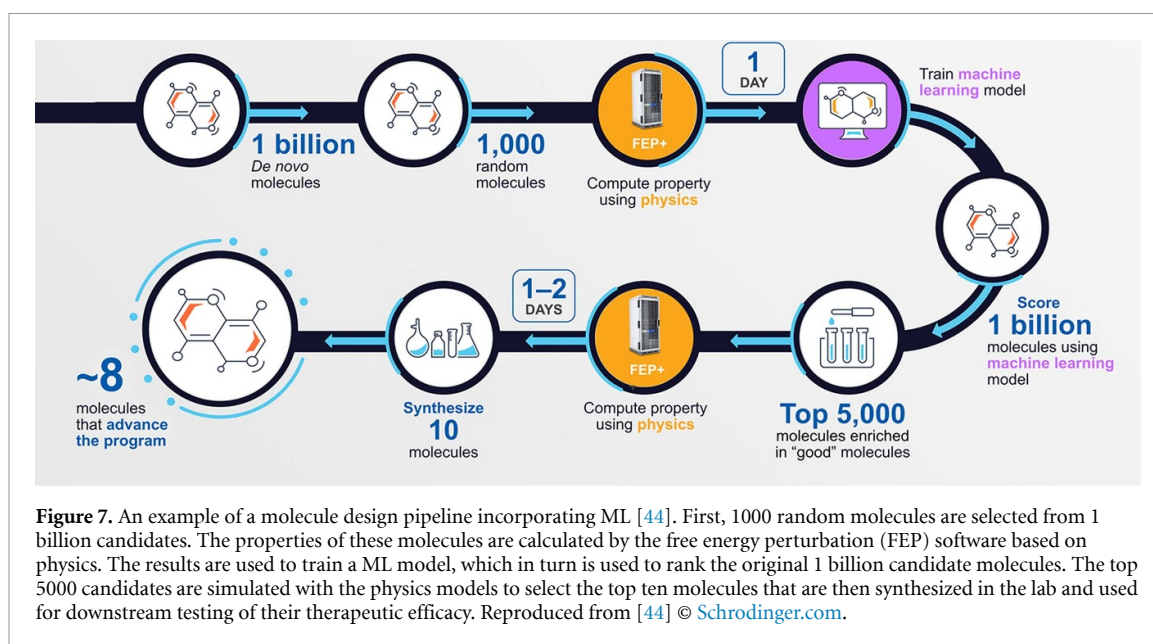 1 billion
De novo
molecules
1,000
random
molecules
FEP+
Compute property
using physics
1
DAY
Train machine
learning model
Score
1 billion
molecules using
machine learning
model
Top 5,000
molecules enriched
in “good” molecules
FEP+
Compute property
using physics
1–2
DAYS
Synthesize
10
molecules
~8
molecules
that advance
the program
Figure 7. An example of a molecule design pipeline incorporating ML [44]. First, 1000 random molecules are selected from 1
billion candidates. The properties of these molecules are calculated by the free energy perturbation (FEP) software based on
physics. The results are used to train a ML model, which in turn is used to rank the original 1 billion candidate molecules. The top
5000 candidates are simulated with the physics models to select the top ten molecules that are then synthesized in the lab and used
for downstream testing of their therapeutic efficacy. Reproduced from [44] © Schrodinger.com.